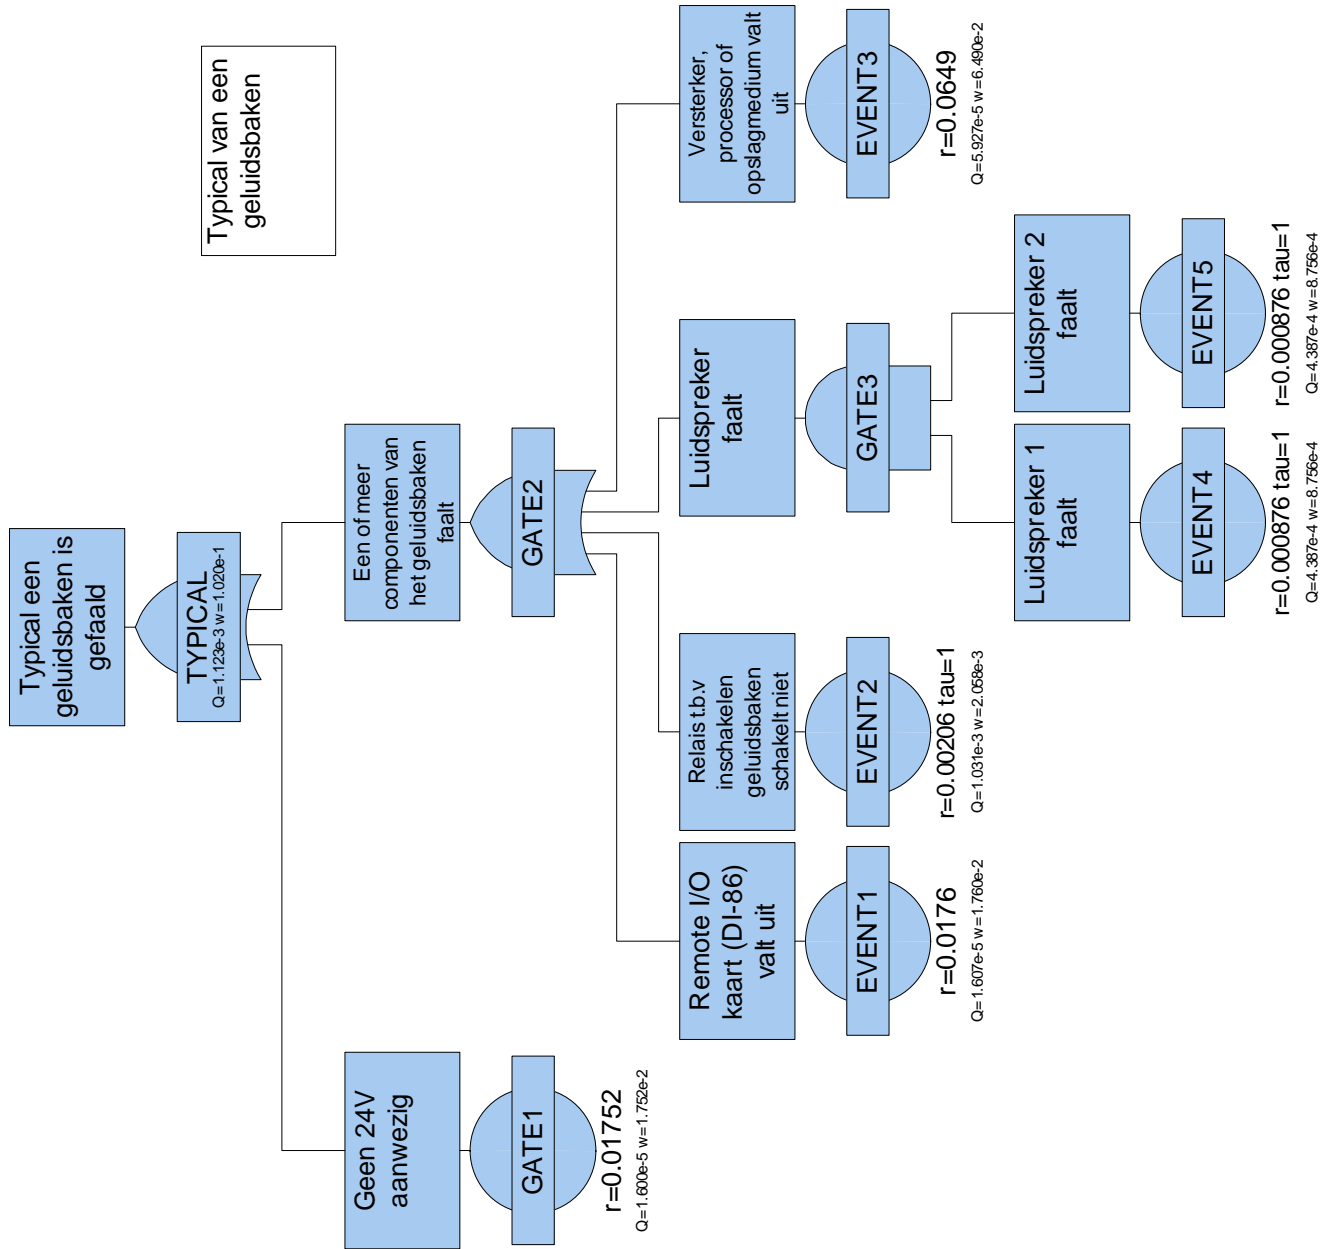 Typical een
geluidsbaken is
gefaald
TYPICAL
Q=1.123e-3 w=1.020e-1
Typical van een
geluidsbaken
Geen 24V
aanwezig
GATE1
r=0.01752
Q=1.600e-5 w=1.752e-2
Een of meer
componenten van
het geluidsbaken
faalt
GATE2
Remote I/O
kaart (DI-86)
valt uit
EVENT1
r=0.0176
Q=1.607e-5 w=1.760e-2
Relais t.b.v
inschakelen
geluidsbaken
schakelt niet
EVENT2
r=0.00206 tau=1
Q=1.031e-3 w=2.058e-3
Luidspreker
faalt
GATE3
Versterker,
processor of
opslagmedium valt
uit
EVENT3
r=0.0649
Q=5.927e-5 w=6.490e-2
Luidspreker 1
faalt
EVENT4
r=0.000876 tau=1
Q=4.387e-4 w=8.756e-4
Luidspreker 2
faalt
EVENT5
r=0.000876 tau=1
Q=4.387e-4 w=8.756e-4